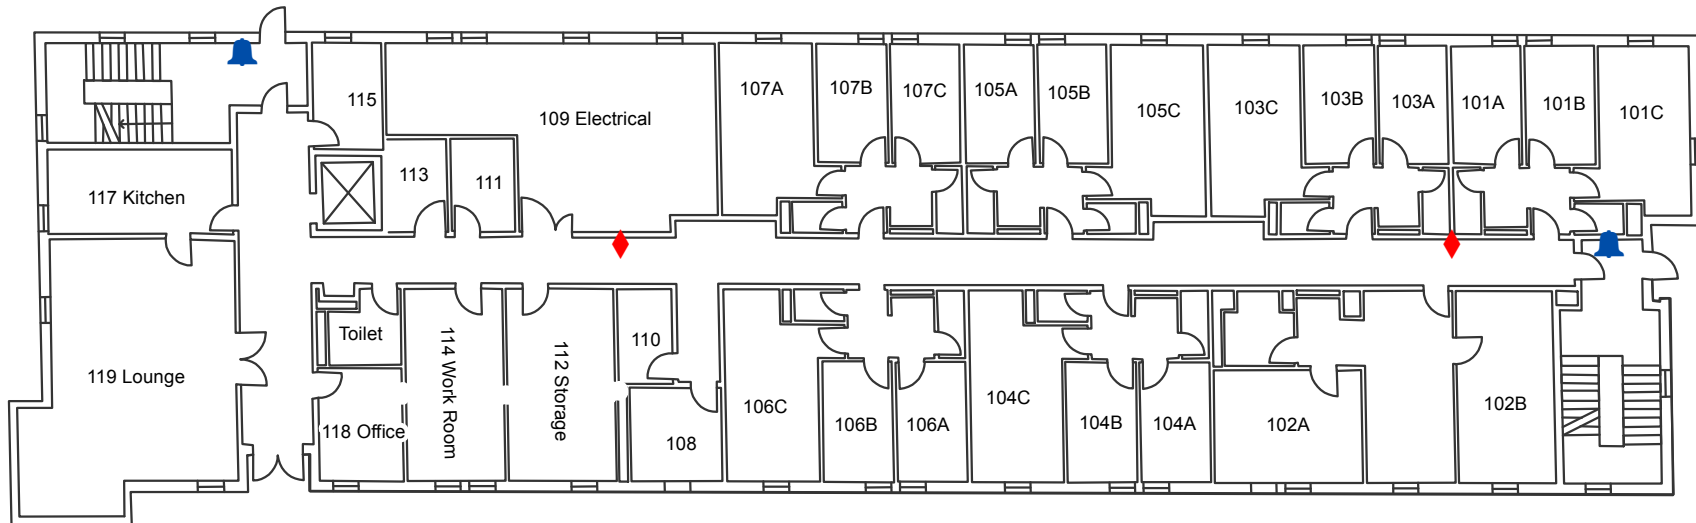 115
109 Electrical
107A
107B
107C
105A
105B
105C
103C
103B
103A
101A
101B
101C
117 Kitchen
113
111
119 Lounge
Toilet
114 Work Room
112 Storage
110
118 Office
108
106C
106B
106A
104C
104B
104A
102A
102B